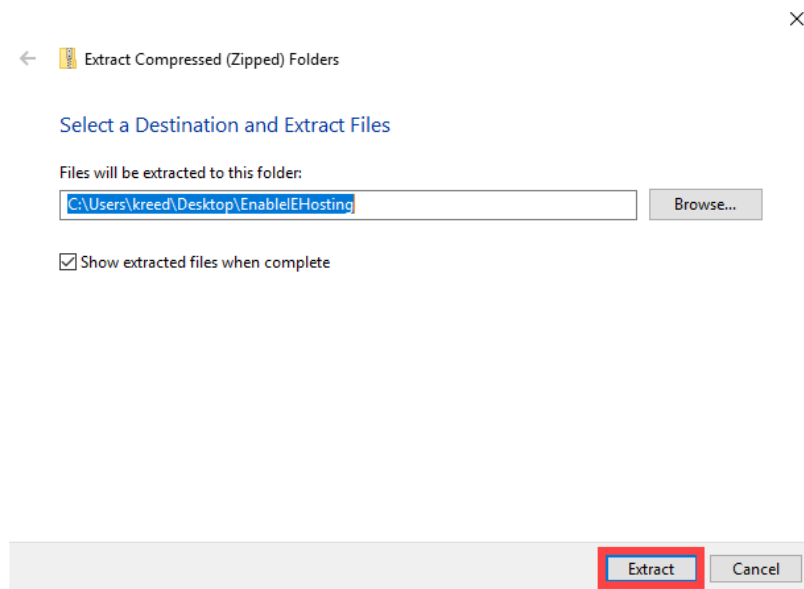 Extract Compressed (Zipped) Folders
Select a Destination and Extract Files
Files will be extracted to this folder:
C:\Users\kreed\Desktop\EnableIEHosting
Browse...
Show extracted files when complete
Extract
Cancel